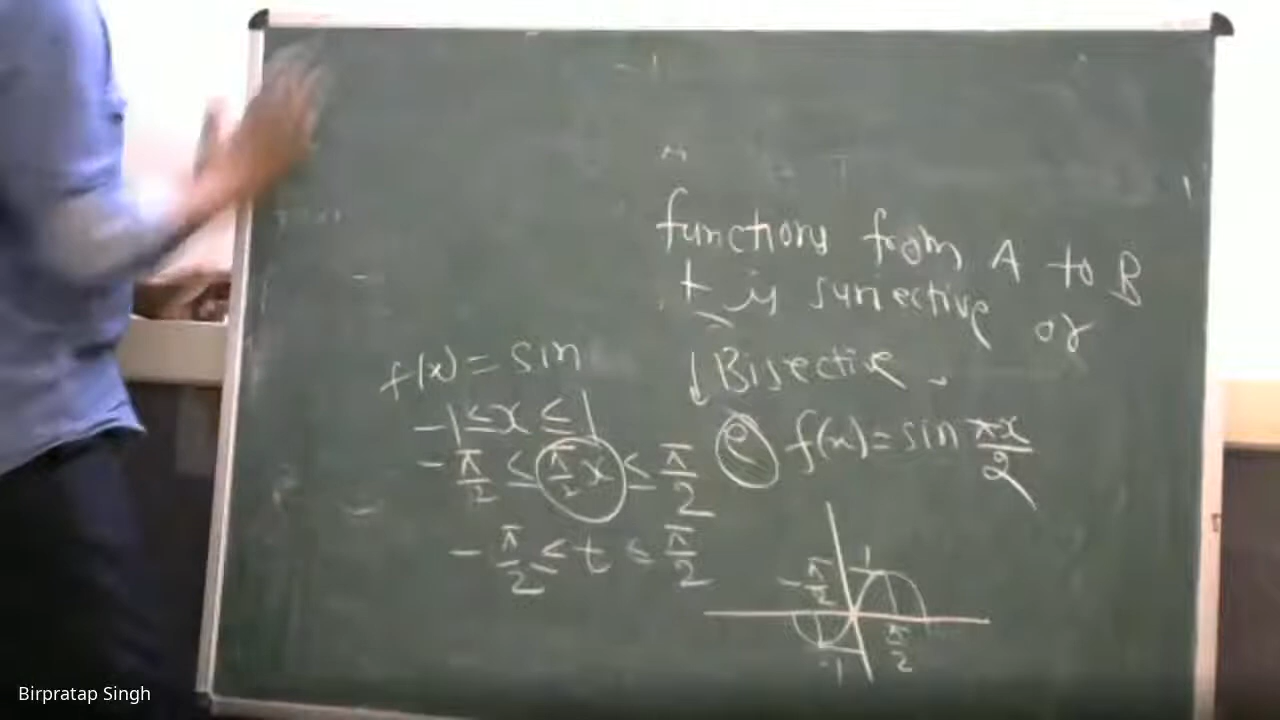 functions from A to B
t is surjective or
Bijective.
f(x) = sin
-1 ≤ x ≤ 1
-π/2 ≤ π/2 x ≤ π/2
-π/2 ≤ t ≤ π/2
e f(x) = sin πx/2
-π/2
1
π/2
-1
Birpratap Singh